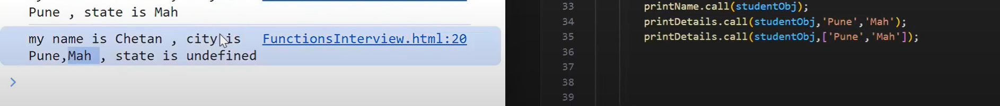 Pune , state is Mah
my name is Chetan , city is FunctionsInterview.html:20
Pune,Mah , state is undefined
>
33 printName.call(studentObj);
34 printDetails.call(studentObj,'Pune','Mah');
35 printDetails.call(studentObj,['Pune','Mah']);
36
37
38
39